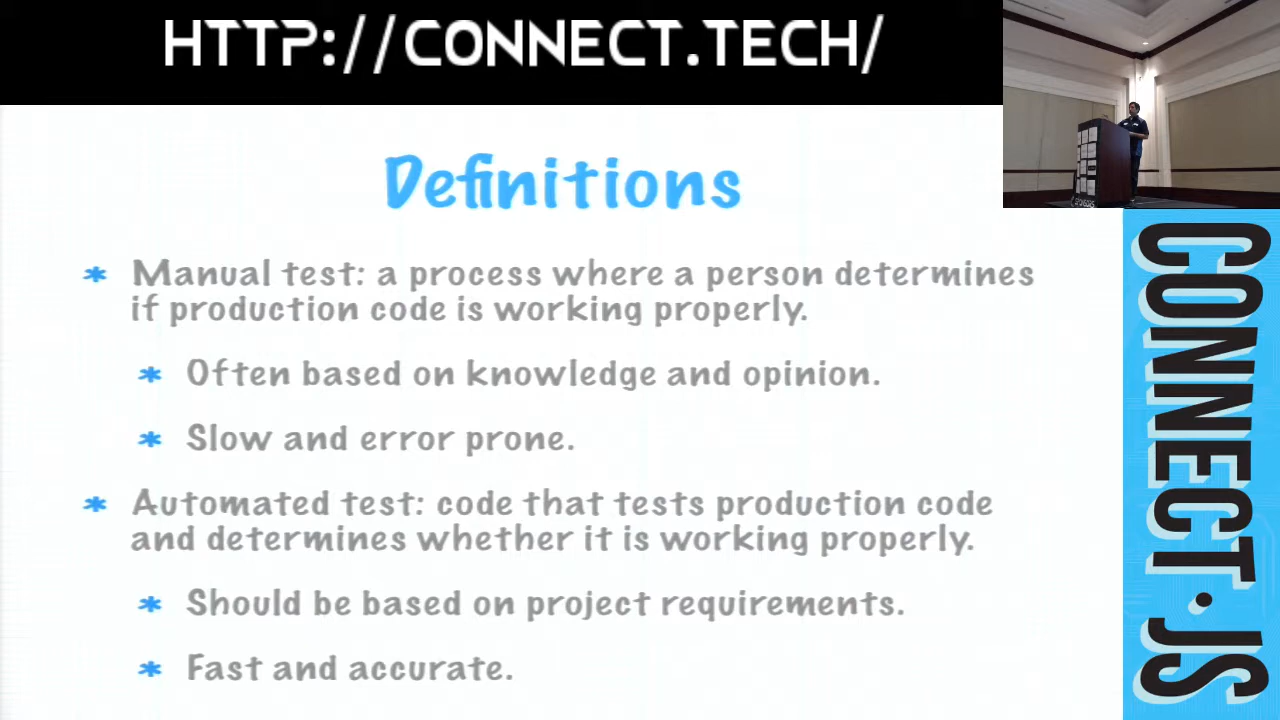 HTTP://CONNECT.TECH/
Definitions
* Manual test: a process where a person determines
if production code is working properly.
* Often based on knowledge and opinion.
* Slow and error prone.
* Automated test: code that tests production code
and determines whether it is working properly.
* Should be based on project requirements.
* Fast and accurate.
CONNECT.JS